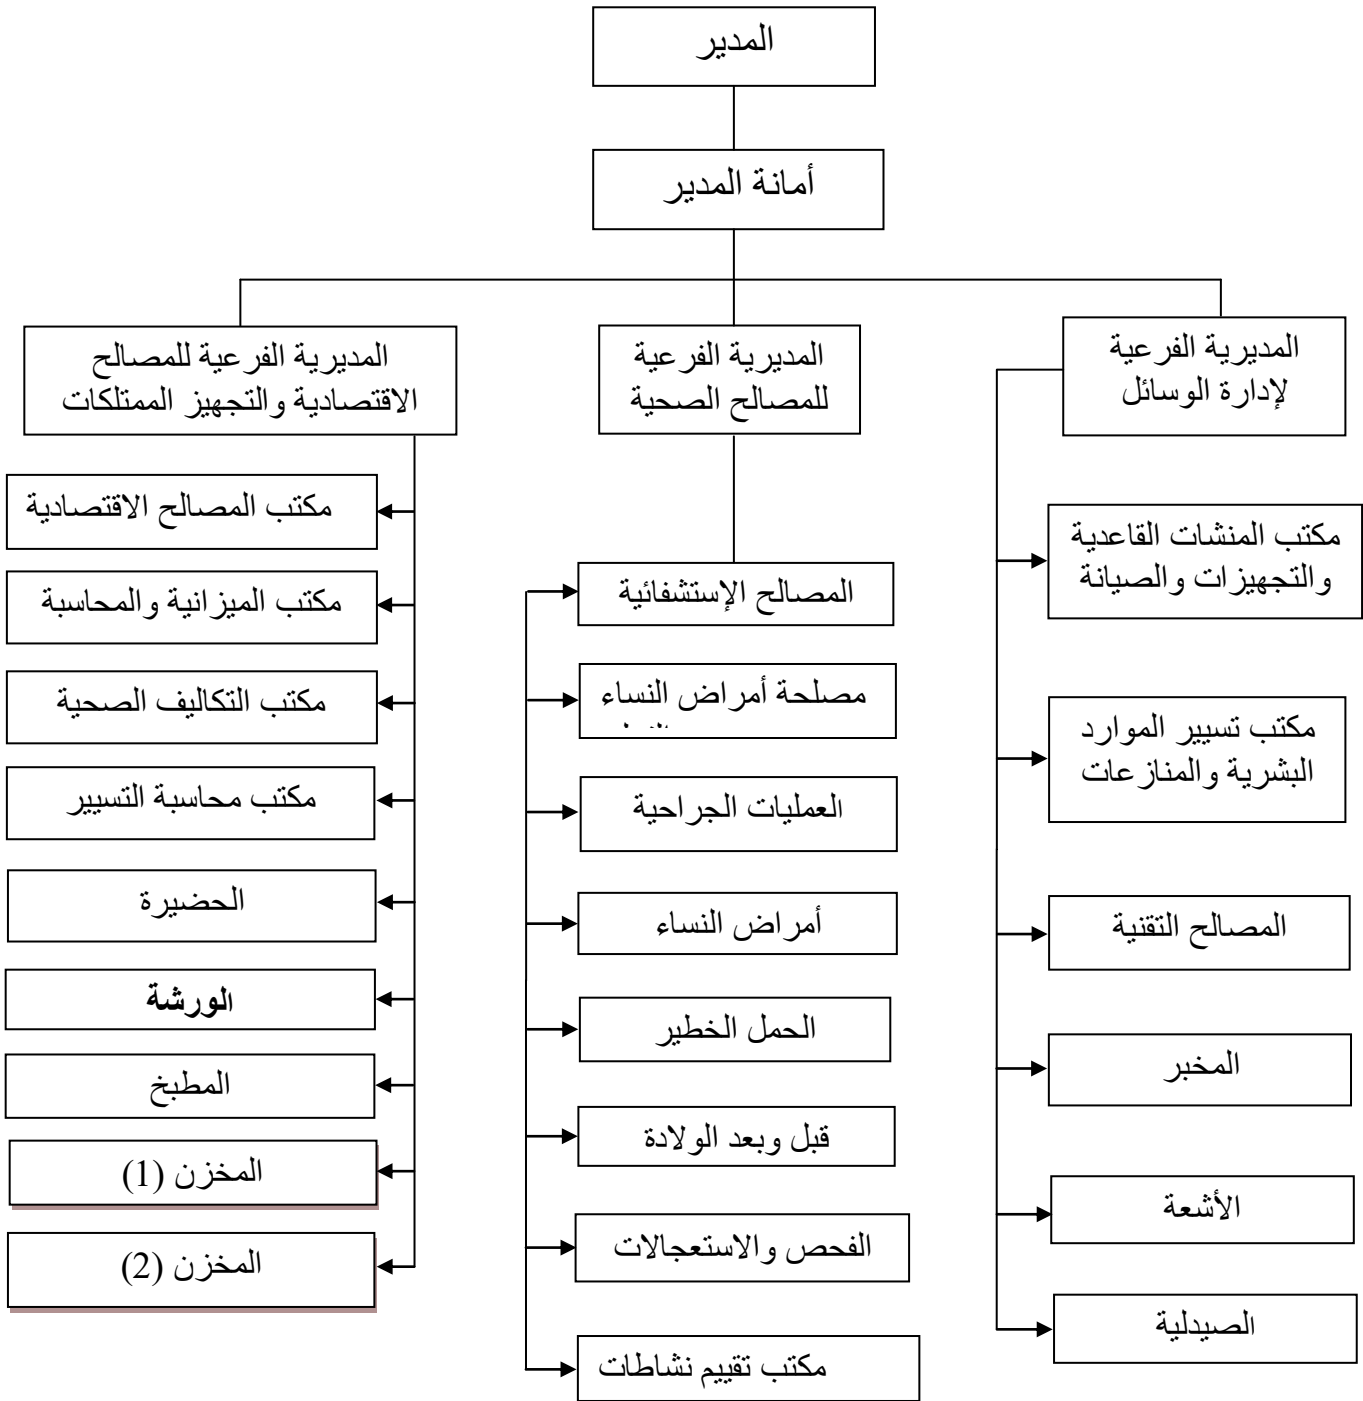 المدير
أمانة المدير
المديرية الفرعية
لإدارة الوسائل
مكتب المنشات القاعدية
والتجهيزات والصيانة
مكتب تسيير الموارد
البشرية والمنازعات
المصالح التقنية
المخبر
الأشعة
الصيدلية
المديرية الفرعية
للمصالح الصحية
المصالح الإستشفائية
مصلحة أمراض النساء
العمليات الجراحية
أمراض النساء
الحمل الخطير
قبل وبعد الولادة
الفحص والاستعجالات
مكتب تقييم نشاطات
المديرية الفرعية للمصالح
الاقتصادية والتجهيز الممتلكات
مكتب المصالح الاقتصادية
مكتب الميزانية والمحاسبة
مكتب التكاليف الصحية
مكتب محاسبة التسيير
الحضيرة
الورشة
المطبخ
المخزن (1)
المخزن (2)